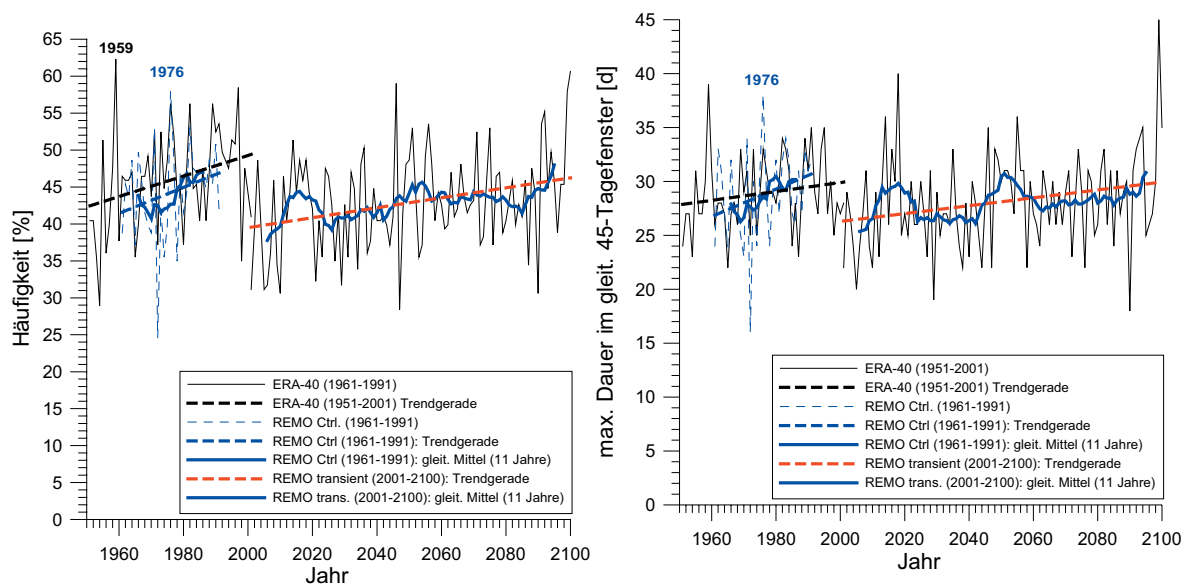 Häufigkeit [%]
65
60
55
50
45
40
35
30
25
20
15
10
5
0
1959
1976
ERA-40 (1961-1991)
ERA-40 (1951-2001) Trendgerade
REMO Ctrl. (1961-1991)
REMO Ctrl (1961-1991): Trendgerade
REMO Ctrl (1961-1991): gleit. Mittel (11 Jahre)
REMO transient (2001-2100): Trendgerade
REMO trans. (2001-2100): gleit. Mittel (11 Jahre)
1960 1980 2000 2020 2040 2060 2080 2100
Jahr
max. Dauer im gleit. 45-Tagefenster [d]
45
40
35
30
25
20
15
10
5
0
1976
ERA-40 (1951-2001)
ERA-40 (1951-2001) Trendgerade
REMO Ctrl. (1961-1991)
REMO Ctrl (1961-1991): Trendgerade
REMO Ctrl (1961-1991): gleit. Mittel (11 Jahre)
REMO transient (2001-2100): Trendgerade
REMO trans. (2001-2100): gleit. Mittel (11 Jahre)
1960 1980 2000 2020 2040 2060 2080 2100
Jahr